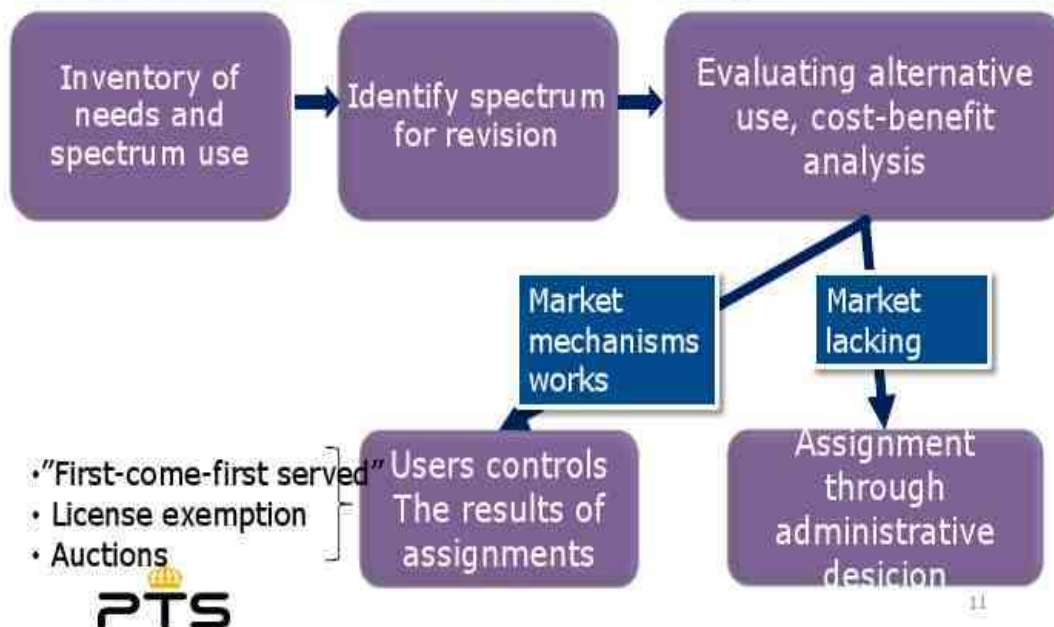 Inventory of
needs and
spectrum use
Identify spectrum
for revision
Evaluating alternative
use, cost-benefit
analysis
Market
mechanisms
works
Market
lacking
•"First-come-first served"
• License exemption
• Auctions
Users controls
The results of
assignments
Assignment
through
administrative
desicion
PTS
11